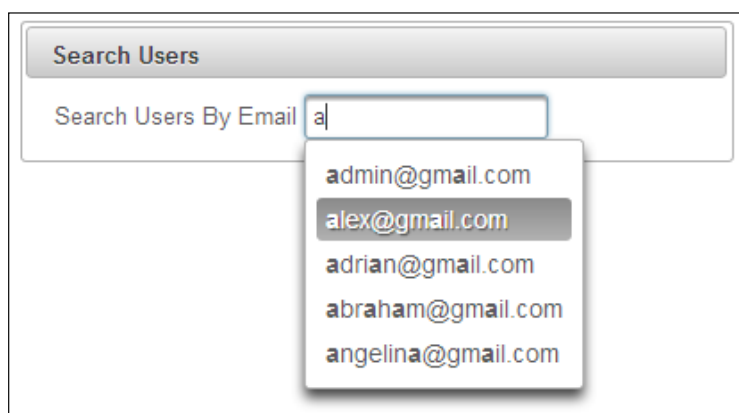 Search Users
Search Users By Email a
admin@gmail.com
alex@gmail.com
adrian@gmail.com
abraham@gmail.com
angelina@gmail.com